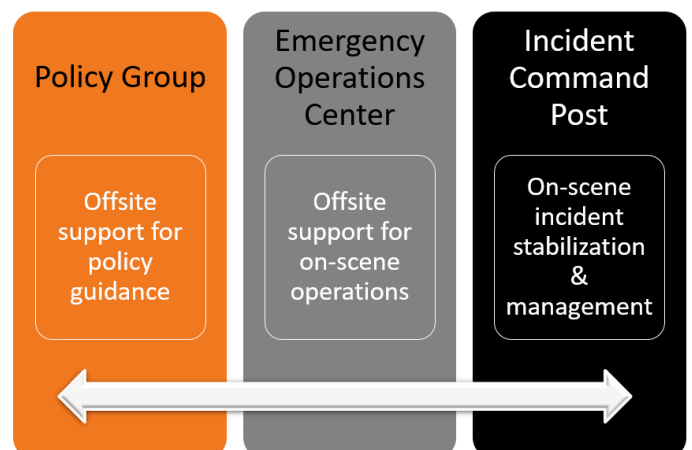 Policy Group
Offsite
support for
policy
guidance
Emergency
Operations
Center
Offsite
support for
on-scene
operations
Incident
Command
Post
On-scene
incident
stabilization
&
management